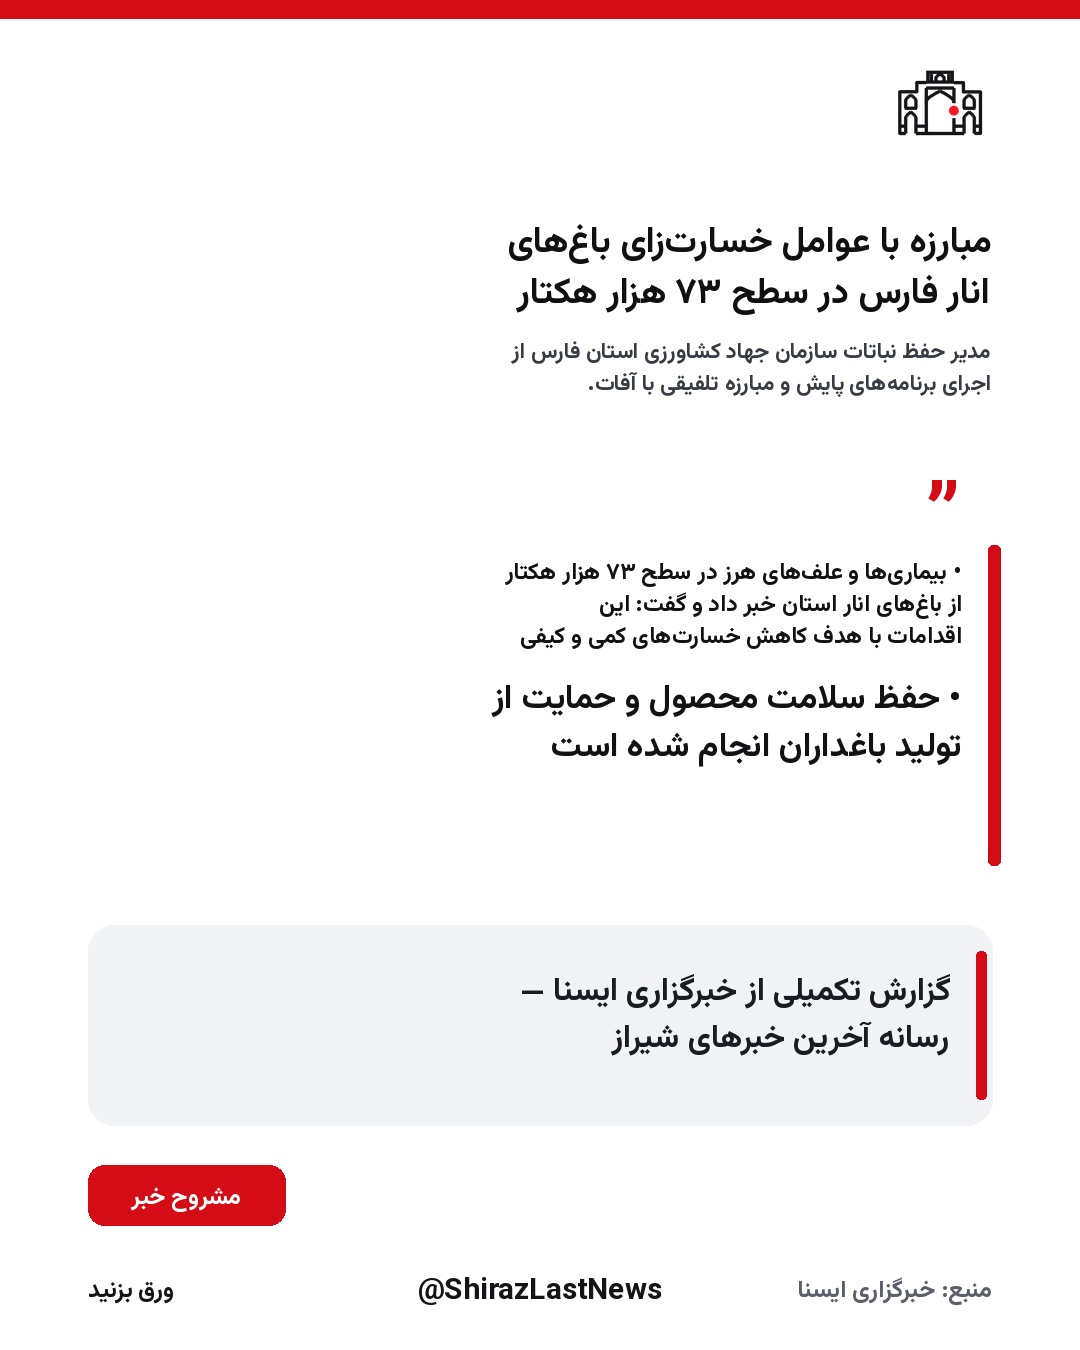 مبارزه با عوامل خسارت‌زای باغ‌های
انار فارس در سطح ۷۳ هزار هکتار
مدیر حفظ نباتات سازمان جهاد کشاورزی استان فارس از
اجرای برنامه‌های پایش و مبارزه تلفیقی با آفات.
”
• بیماری‌ها و علف‌های هرز در سطح ۷۳ هزار هکتار
از باغ‌های انار استان خبر داد و گفت: این
اقدامات با هدف کاهش خسارت‌های کمی و کیفی
• حفظ سلامت محصول و حمایت از
تولید باغداران انجام شده است
گزارش تکمیلی از خبرگزاری ایسنا –
رسانه آخرین خبرهای شیراز
مشروح خبر
منبع: خبرگزاری ایسنا
@ShirazLastNews
ورق بزنید